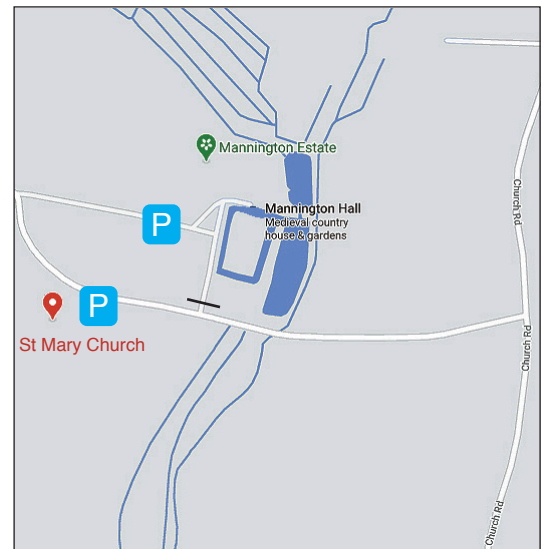 Mannington Estate
Church Rd
Mannington Hall
Medieval country
house & gardens
P
P
St Mary Church
Church Rd
Church Rd